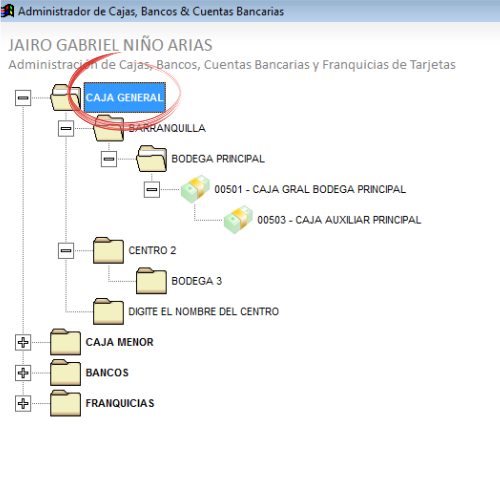 Administrador de Cajas, Bancos & Cuentas Bancarias
JAIRO GABRIEL NIÑO ARIAS
Administración de Cajas, Bancos, Cuentas Bancarias y Franquicias de Tarjetas
CAJA GENERAL
BARRANQUILLA
BODEGA PRINCIPAL
00501 - CAJA GRAL BODEGA PRINCIPAL
00503 - CAJA AUXILIAR PRINCIPAL
CENTRO 2
BODEGA 3
DIGITE EL NOMBRE DEL CENTRO
CAJA MENOR
BANCOS
FRANQUICIAS